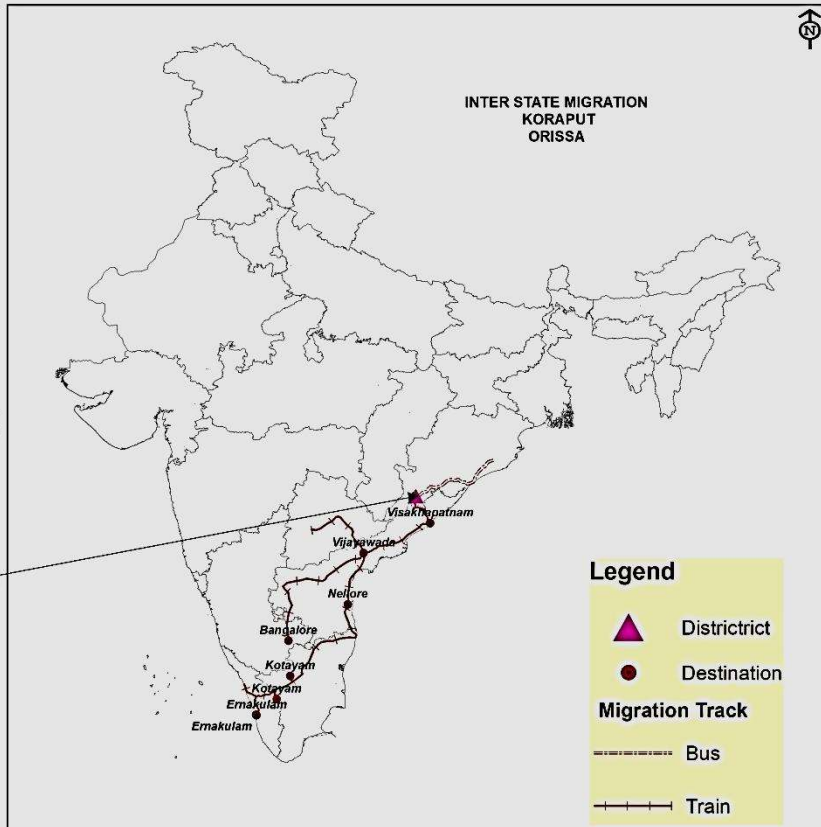 N
INTER STATE MIGRATION
KORAPUT
ORISSA
Visakhapatnam
Vijayawada
Nellore
Bangalore
Kotayam
Kotayam
Ernakulam
Ernakulam
Legend
Districtrict
Destination
Migration Track
Bus
Train